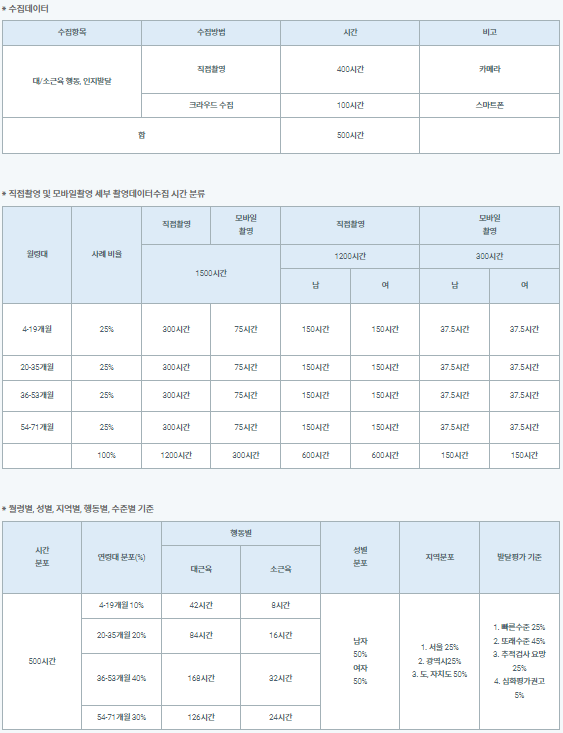 * 수집데이터
수집항목 수집방법 시간 비고
대/소근육 행동, 인지발달 직접촬영 400시간 카메라
크라우드 수집 100시간 스마트폰
합 500시간
* 직접촬영 및 모바일촬영 세부 촬영데이터수집 시간 분류
월령대 사례 비율 직접촬영 모바일 직접촬영 모바일
촬영 촬영
1500시간 1200시간 300시간
남 여 남 여
4-19개월 25% 300시간 75시간 150시간 150시간 37.5시간 37.5시간
20-35개월 25% 300시간 75시간 150시간 150시간 37.5시간 37.5시간
36-53개월 25% 300시간 75시간 150시간 150시간 37.5시간 37.5시간
54-71개월 25% 300시간 75시간 150시간 150시간 37.5시간 37.5시간
100% 1200시간 300시간 600시간 600시간 150시간 150시간
* 월령별, 성별, 지역별, 행동별, 수준별 기준
시간
분포
연령대 분포(%)
행동별
대근육 소근육
성별
분포
지역분포
발달평가 기준
500시간
4-19개월 10% 42시간 8시간
20-35개월 20% 84시간 16시간
36-53개월 40% 168시간 32시간
54-71개월 30% 126시간 24시간
남자
50%
여자
50%
1. 서울 25%
2. 광역시25%
3. 도, 자치도 50%
1. 빠른수준 25%
2. 또래수준 45%
3. 추적검사 요망
25%
4. 심화평가권고
5%